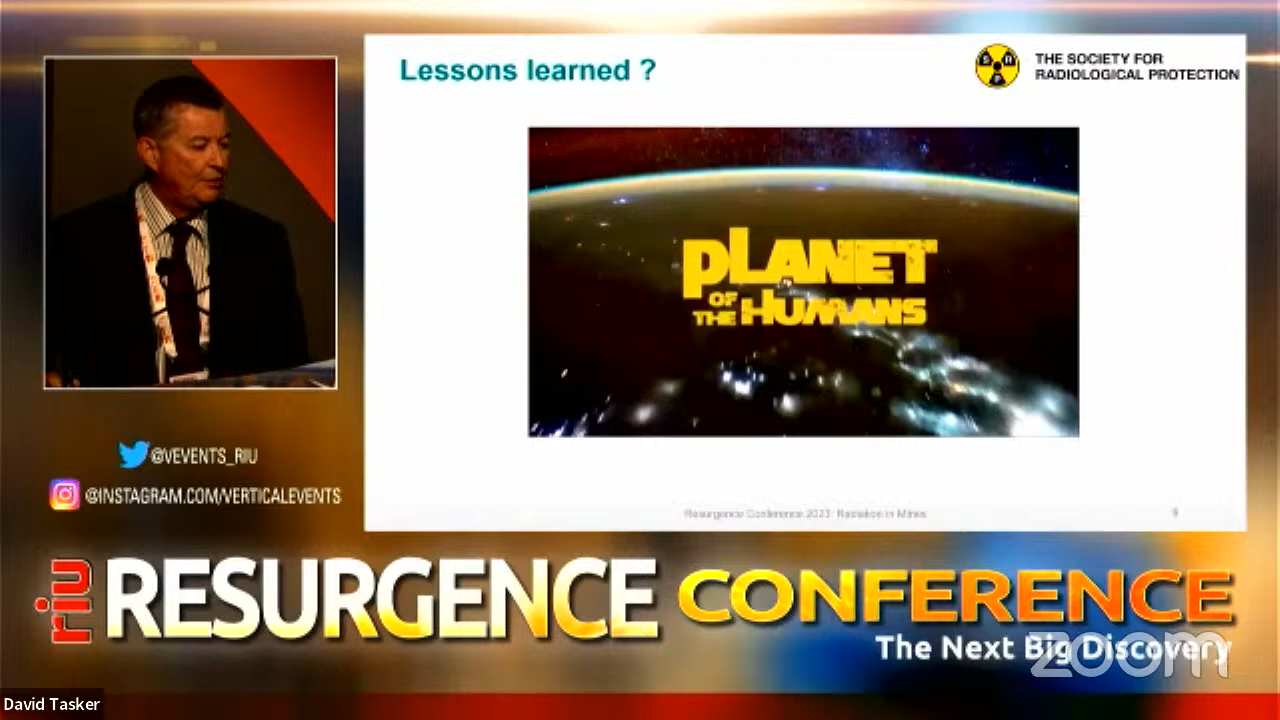 Lessons learned ?
THE SOCIETY FOR
RADIOLOGICAL PROTECTION
PLANET
OF
THE HUMANS
@VEVENTS_RIU
@INSTAGRAM.COM/VERTICALEVENTS
Resurgence Conference 2023: Radiation in Mines
9
riu RESURGENCE CONFERENCE
The Next Big Discovery
zoom
David Tasker